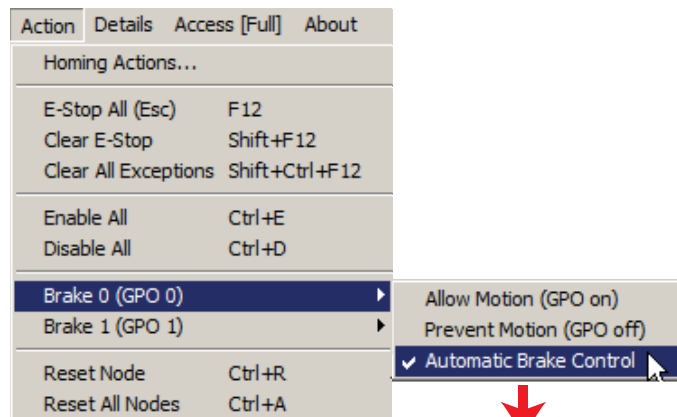 Action Details Access [Full] About
Homing Actions...
E-Stop All (Esc) F12
Clear E-Stop Shift+F12
Clear All Exceptions Shift+Ctrl+F12
Enable All Ctrl+E
Disable All Ctrl+D
Brake 0 (GPO 0)
Brake 1 (GPO 1)
Reset Node Ctrl+R
Reset All Nodes Ctrl+A
Allow Motion (GPO on)
Prevent Motion (GPO off)
Automatic Brake Control